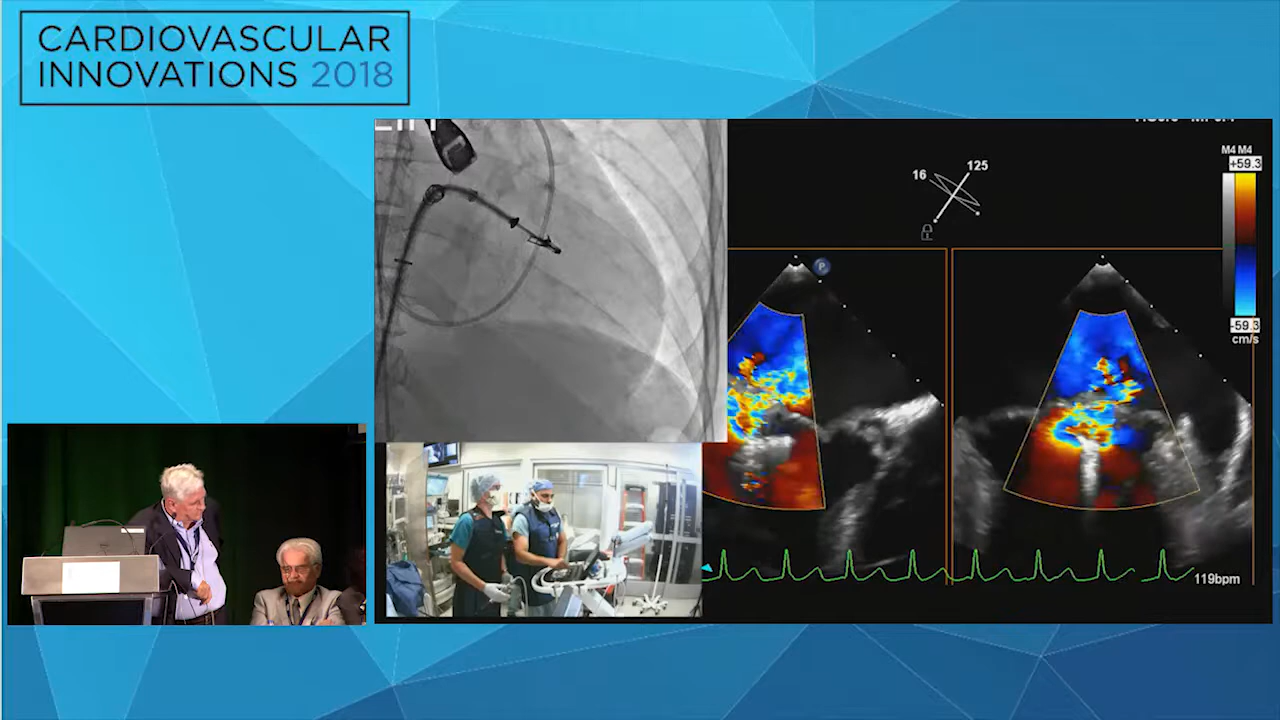 CARDIOVASCULAR
INNOVATIONS 2018
125
16
M4 M4
+59.3
-59.3
cm/s
P
119bpm